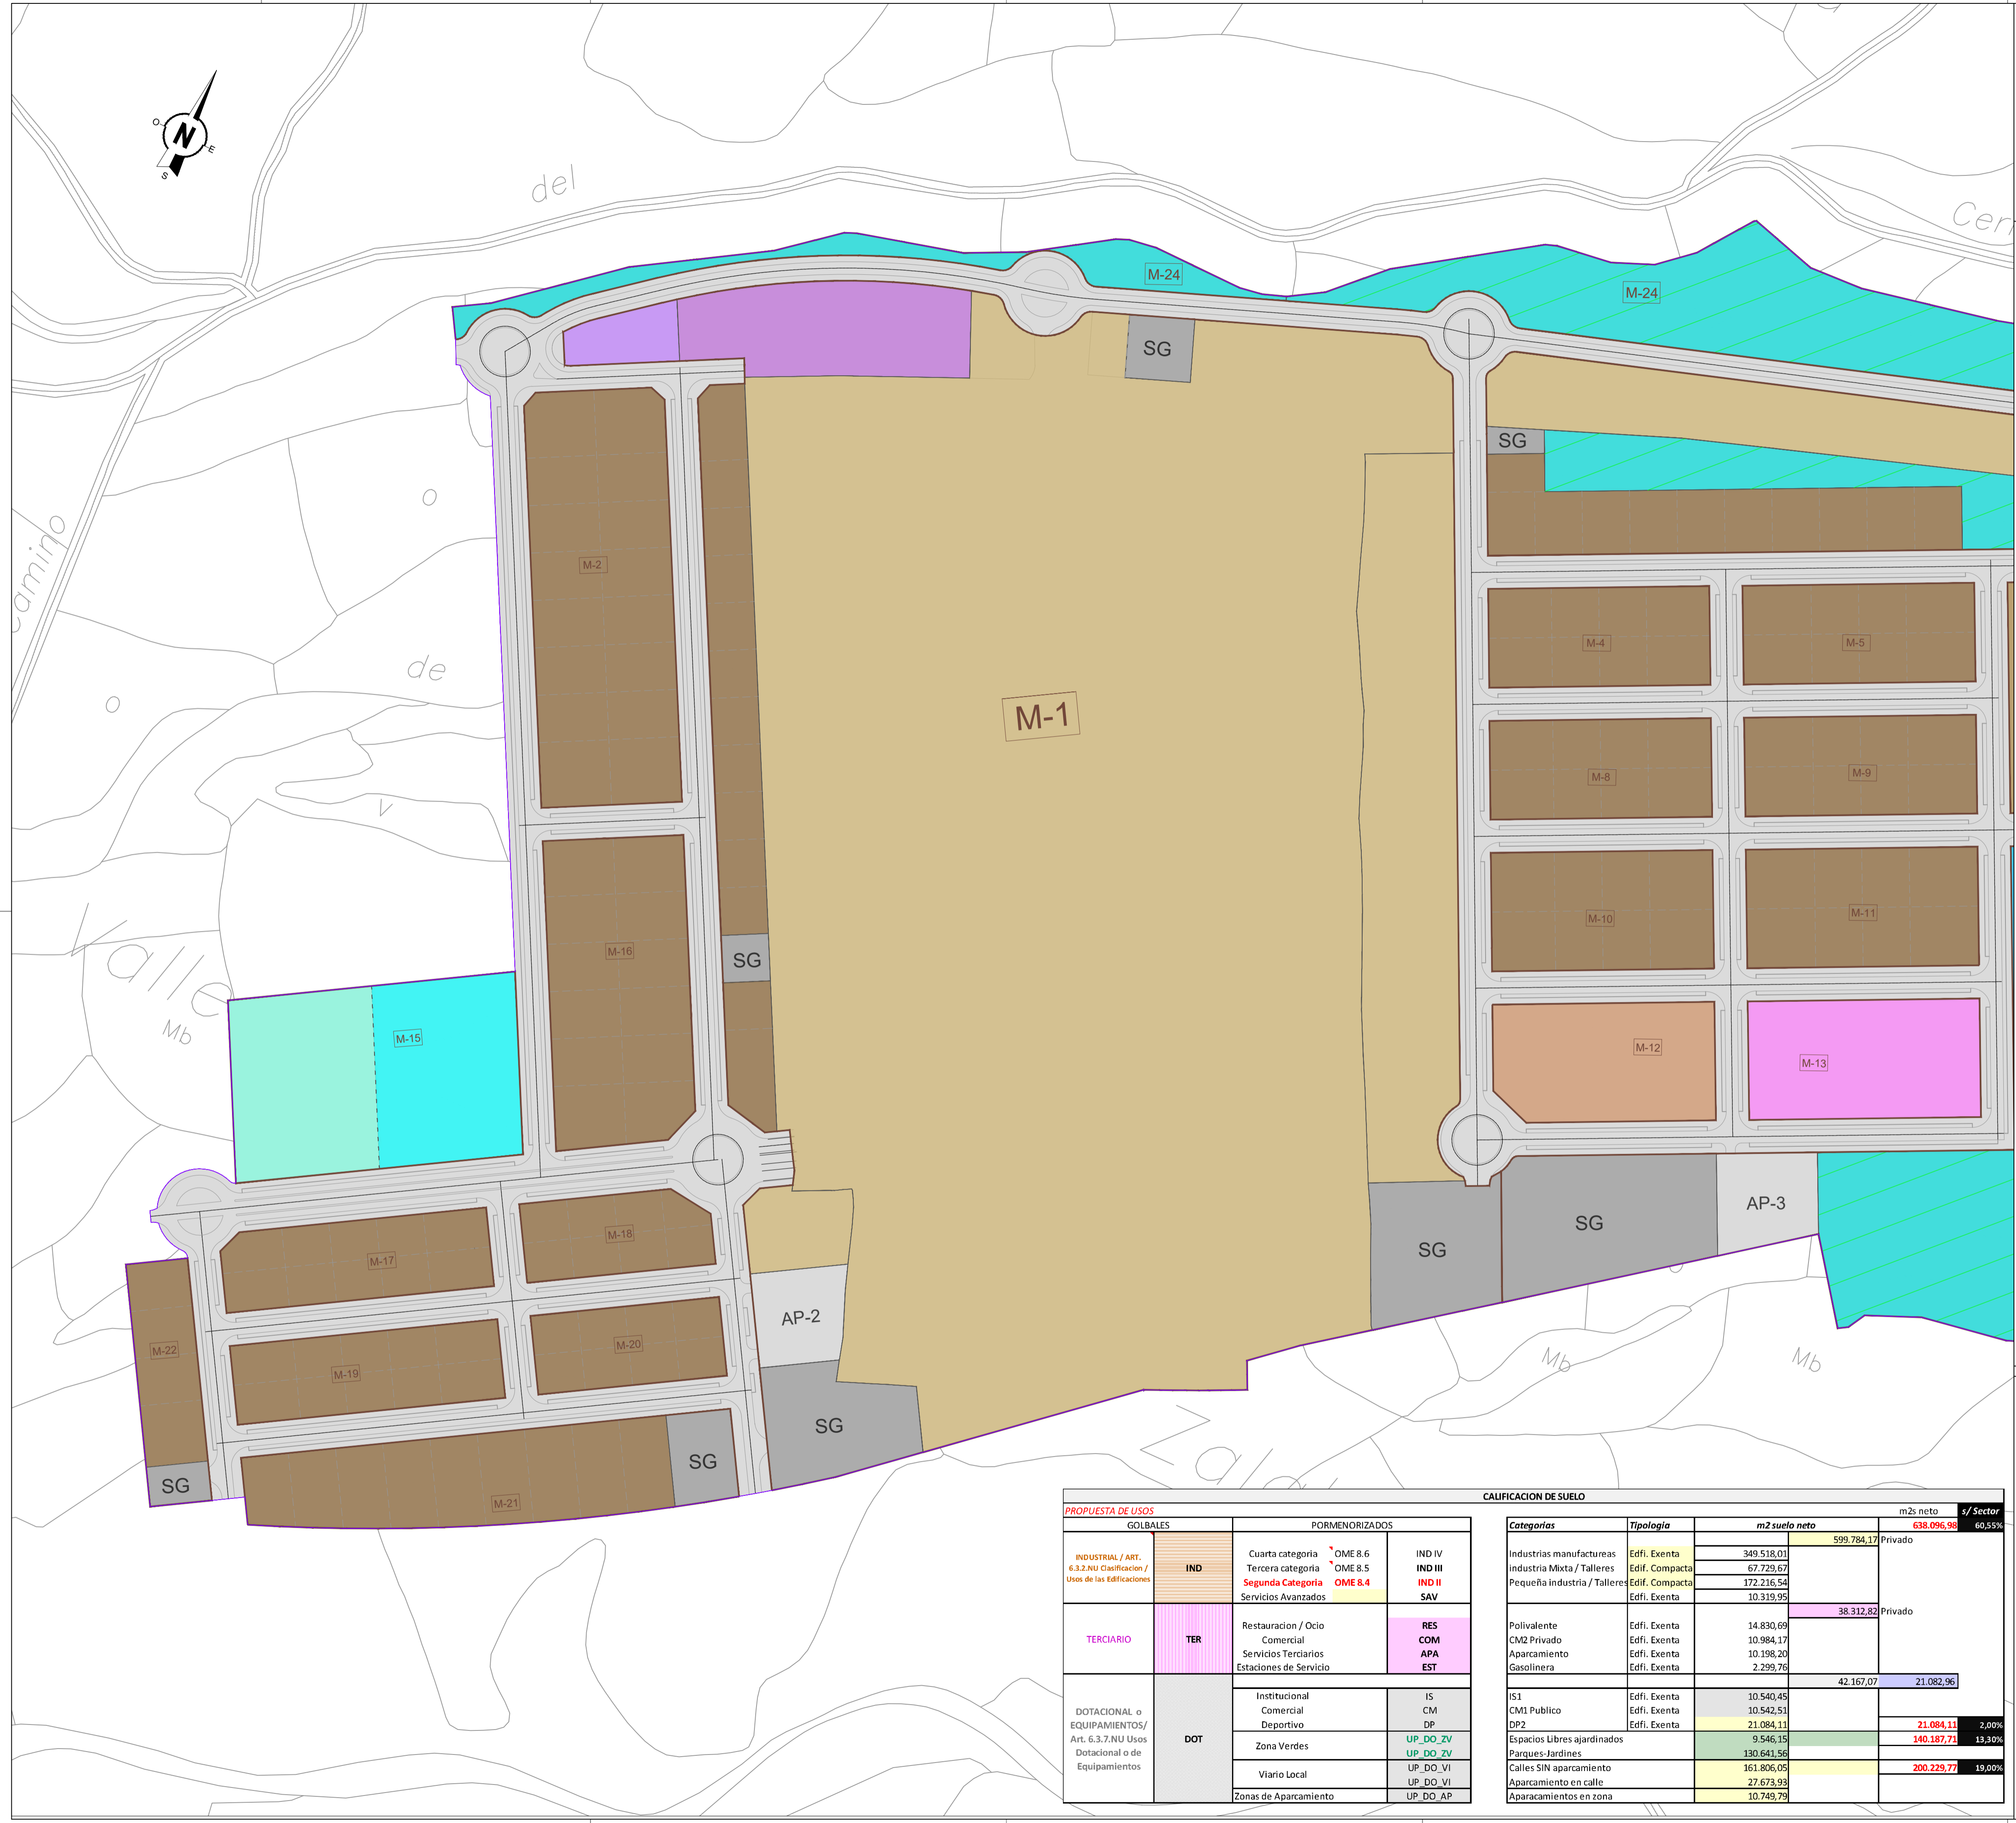 N
O
E
S
del
Cerr
M-24
M-24
SG
SG
Camino
o
M-2
M-4
M-5
de
o
M-1
M-8
M-9
V
M-10
M-11
M-16
SG
alle
Mb
M-15
M-12
M-13
SG
SG
AP-3
M-17
M-18
AP-2
M-22
M-19
M-20
Mb
Mb
SG
SG
SG
M-21
CALIFICACION DE SUELO
PROPUESTA DE USOS
m2s neto s/ Sector
GOLBALES PORMENORIZADOS
Categorias Tipologia m2 suelo neto 638.096,98 60,55%
599.784,17 Privado
INDUSTRIAL / ART.
6.3.2.NU Clasificacion /
Usos de las Edificaciones
IND
Cuarta categoria OME 8.6 IND IV
Tercera categoria OME 8.5 IND III
Segunda Categoria OME 8.4 IND II
Servicios Avanzados SAV
Industrias manufactureas Edfi. Exenta 349.518,01
industria Mixta / Talleres Edif. Compacta 67.729,67
Pequeña industria / Talleres Edif. Compacta 172.216,54
Edfi. Exenta 10.319,95
38.312,82 Privado
TERCIARIO TER
Restauracion / Ocio RES
Comercial COM
Servicios Terciarios APA
Estaciones de Servicio EST
Polivalente Edfi. Exenta 14.830,69
CM2 Privado Edfi. Exenta 10.984,17
Aparcamiento Edfi. Exenta 10.198,20
Gasolinera Edfi. Exenta 2.299,76
42.167,07 21.082,96
DOTACIONAL o
EQUIPAMIENTOS/
Art. 6.3.7.NU Usos
Dotacional o de
Equipamientos
DOT
Institucional IS
Comercial CM
Deportivo DP
Zona Verdes UP_DO_ZV
UP_DO_ZV
Viario Local UP_DO_VI
UP_DO_VI
Zonas de Aparcamiento UP_DO_AP
IS1 Edfi. Exenta 10.540,45
CM1 Publico Edfi. Exenta 10.542,51
DP2 Edfi. Exenta 21.084,11 21.084,11 2,00%
Espacios Libres ajardinados 9.546,15 140.187,71 13,30%
Parques-Jardines 130.641,56
Calles SIN aparcamiento 161.806,05 200.229,77 19,00%
Aparcamiento en calle 27.673,93
Aparacamientos en zona 10.749,79